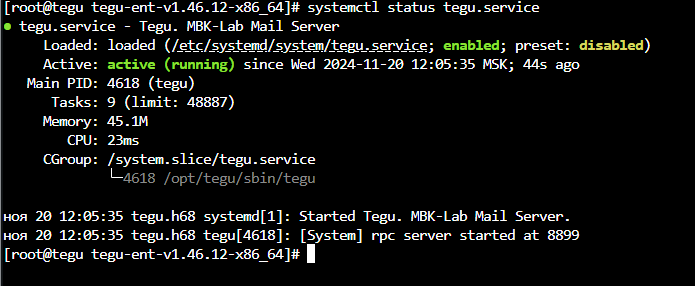 [root@tegu tegu-ent-v1.46.12-x86_64]# systemctl status tegu.service
● tegu.service - Tegu. MBK-Lab Mail Server
Loaded: loaded (/etc/systemd/system/tegu.service; enabled; preset: disabled)
Active: active (running) since Wed 2024-11-20 12:05:35 MSK; 44s ago
Main PID: 4618 (tegu)
Tasks: 9 (limit: 48887)
Memory: 45.1M
CPU: 23ms
CGroup: /system.slice/tegu.service
└─4618 /opt/tegu/sbin/tegu
ноя 20 12:05:35 tegu.h68 systemd[1]: Started Tegu. MBK-Lab Mail Server.
ноя 20 12:05:35 tegu.h68 tegu[4618]: [System] rpc server started at 8899
[root@tegu tegu-ent-v1.46.12-x86_64]#